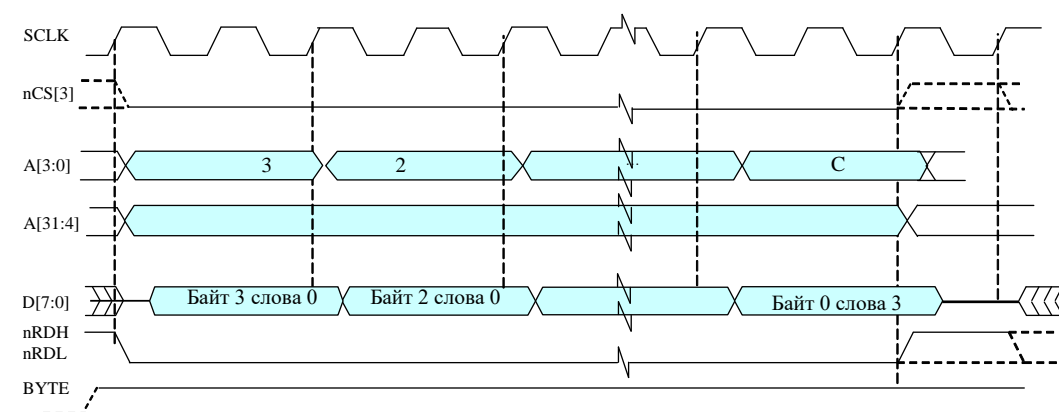 SCLK
nCS[3]
A[3:0] 3 2 ... C
A[31:4]
D[7:0] Байт 3 слова 0 Байт 2 слова 0 Байт 0 слова 3
nRDH
nRDL
BYTE